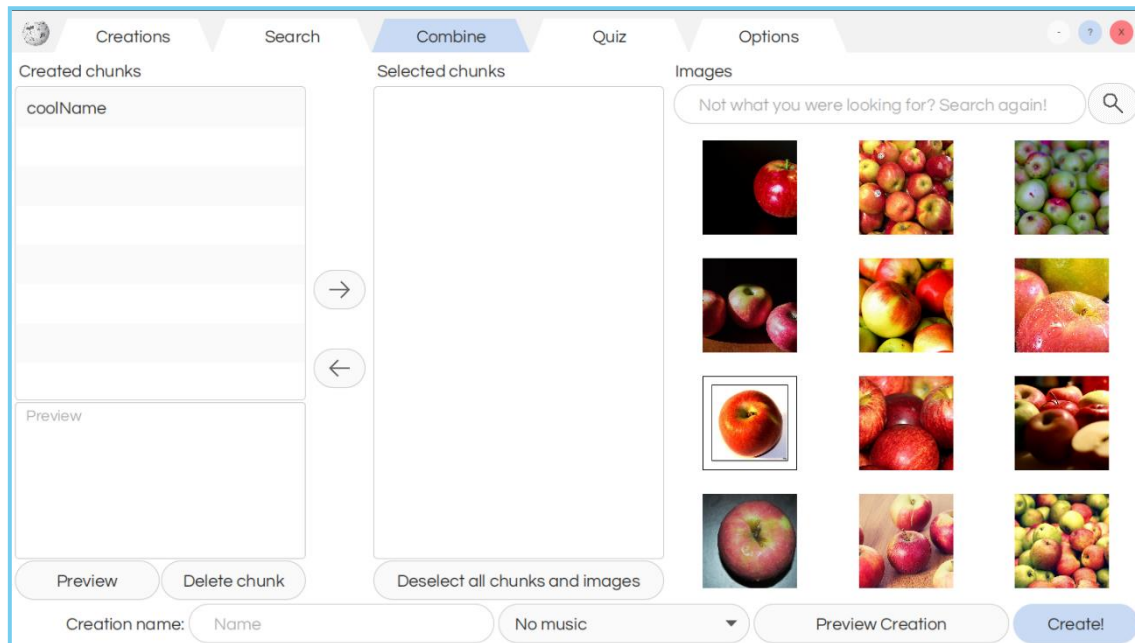 Creations
Search
Combine
Quiz
Options
-
?
X
Created chunks
Selected chunks
Images
coolName
Not what you were looking for? Search again!
Preview
Preview
Delete chunk
Deselect all chunks and images
Creation name:
Name
No music
Preview Creation
Create!